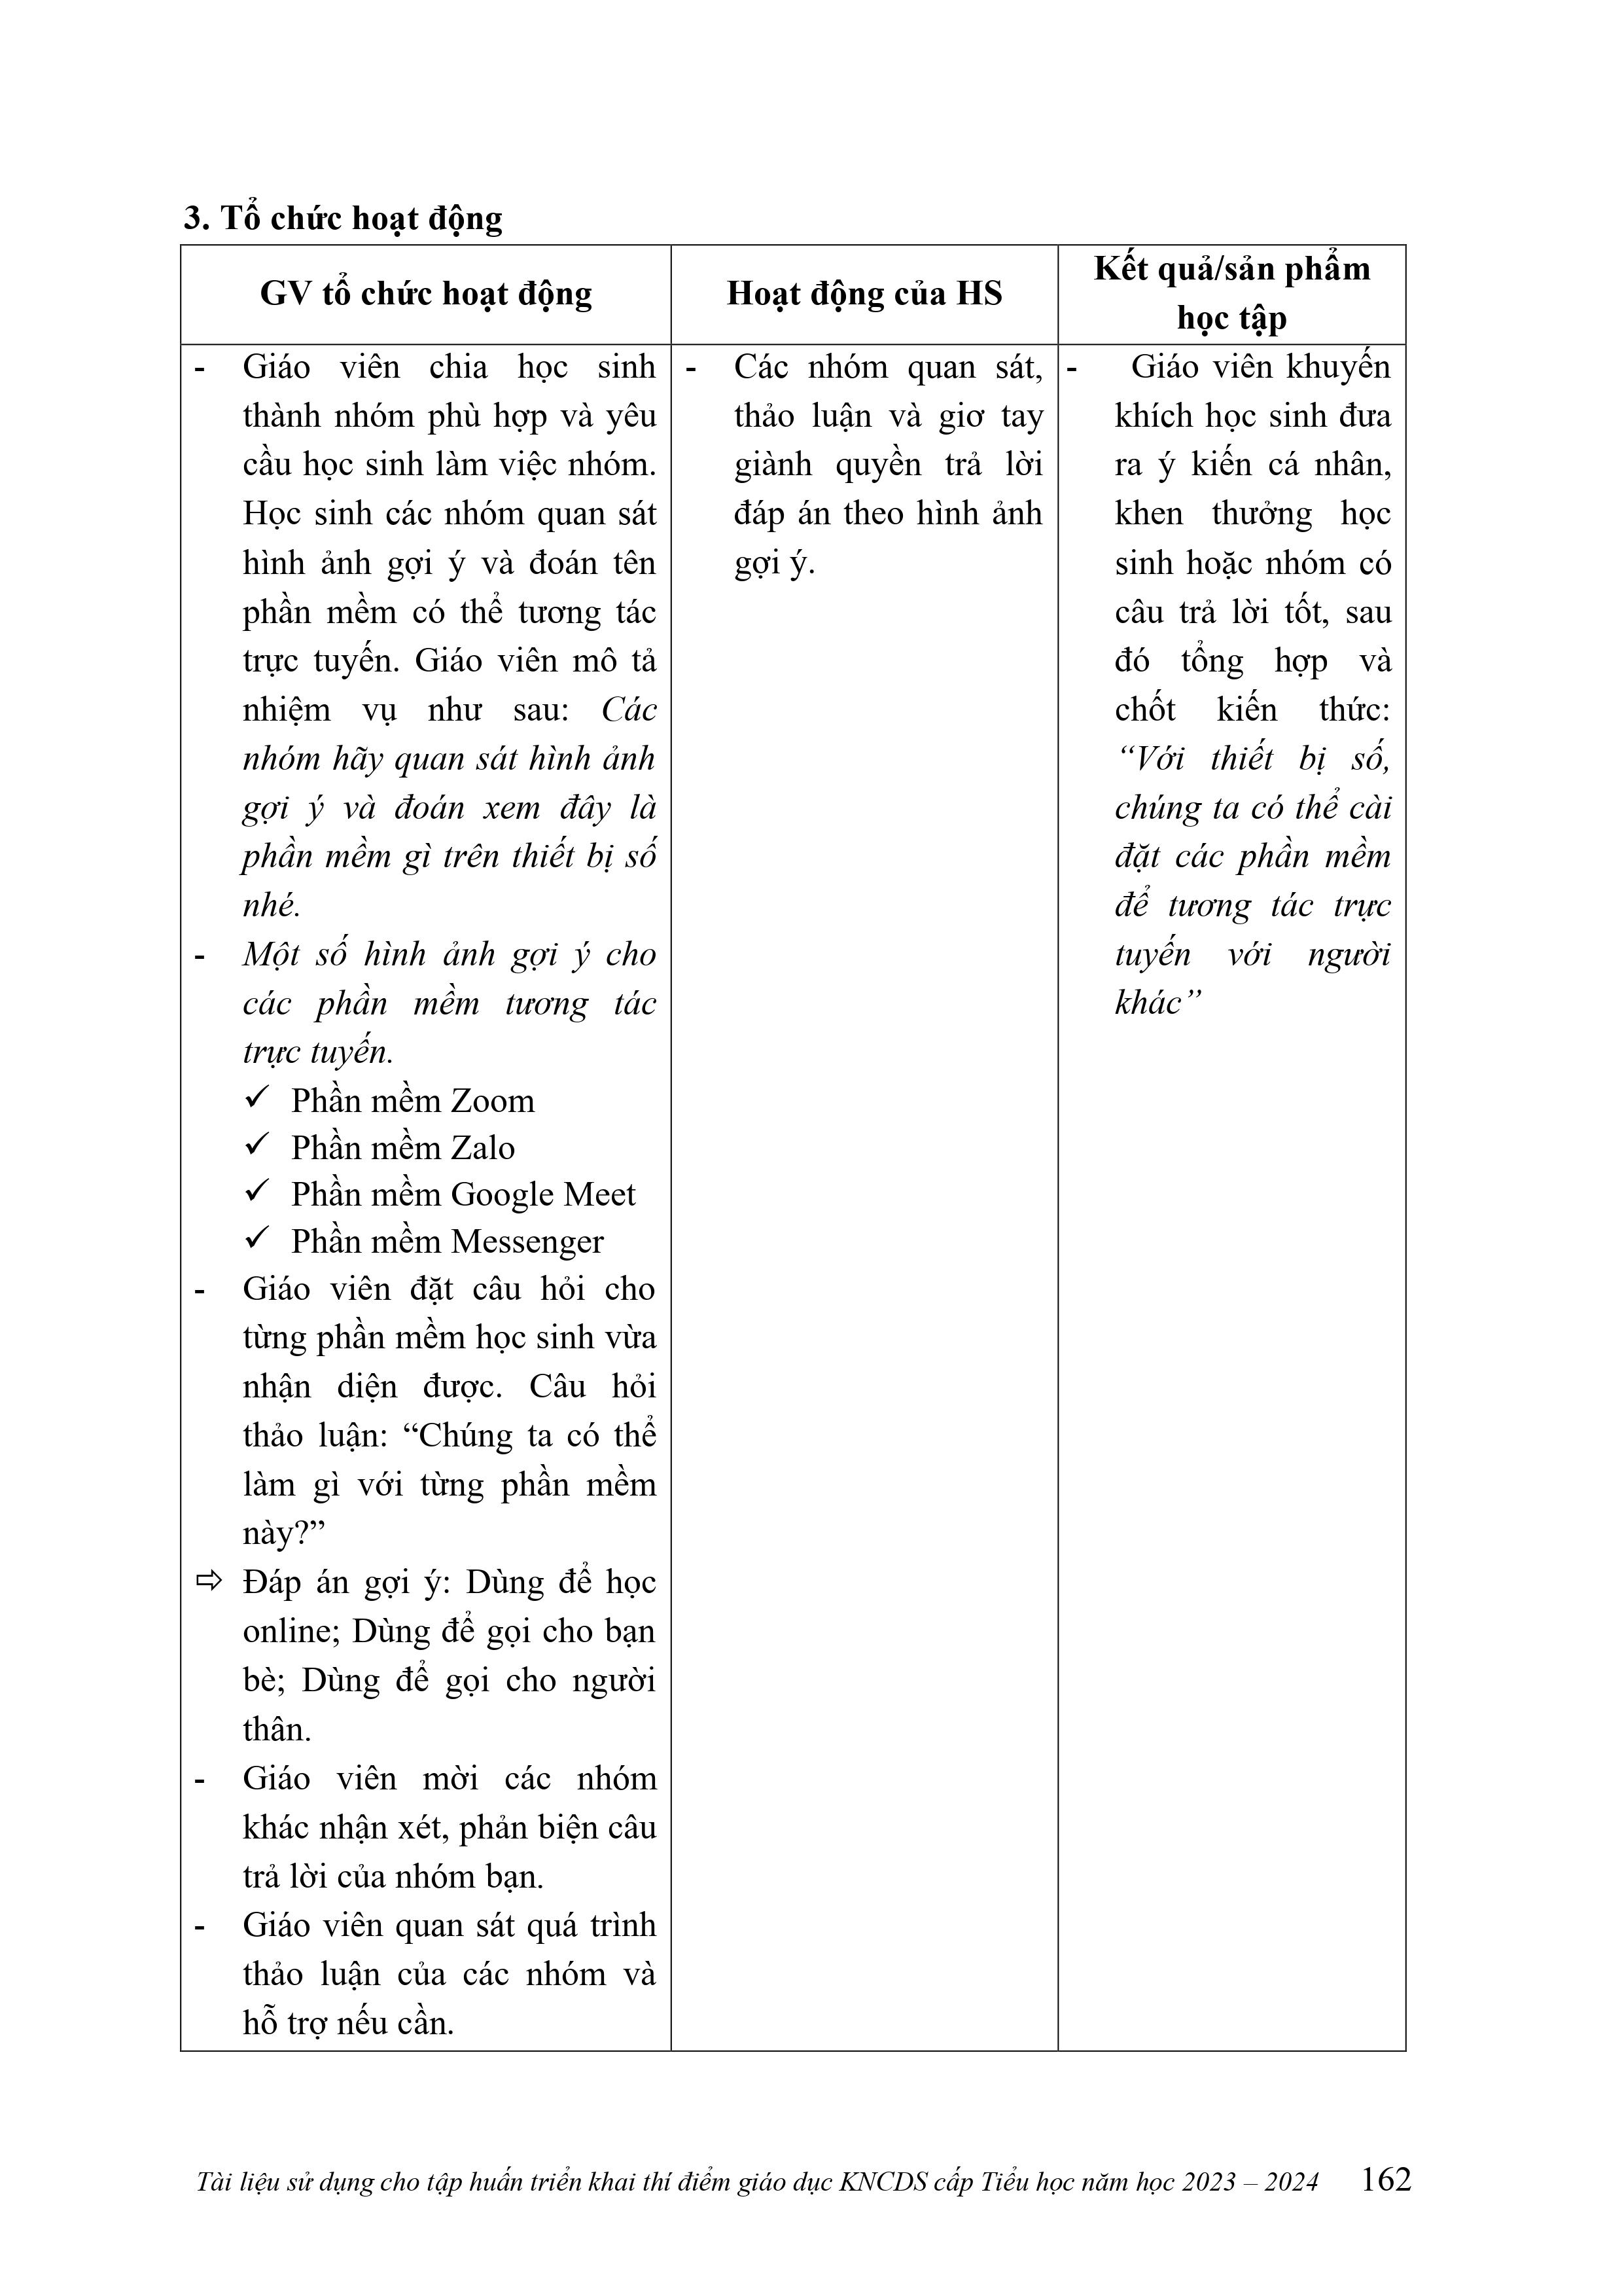 3. Tổ chức hoạt động
GV tổ chức hoạt động
Hoạt động của HS
Kết quả/sản phẩm
học tập
- Giáo viên chia học sinh
thành nhóm phù hợp và yêu
cầu học sinh làm việc nhóm.
Học sinh các nhóm quan sát
hình ảnh gợi ý và đoán tên
phần mềm có thể tương tác
trực tuyến. Giáo viên mô tả
nhiệm vụ như sau: Các
nhóm hãy quan sát hình ảnh
gợi ý và đoán xem đây là
phần mềm gì trên thiết bị số
nhé.
- Một số hình ảnh gợi ý cho
các phần mềm tương tác
trực tuyến.
✓ Phần mềm Zoom
✓ Phần mềm Zalo
✓ Phần mềm Google Meet
✓ Phần mềm Messenger
- Giáo viên đặt câu hỏi cho
từng phần mềm học sinh vừa
nhận diện được. Câu hỏi
thảo luận: “Chúng ta có thể
làm gì với từng phần mềm
này?”
⇨ Đáp án gợi ý: Dùng để học
online; Dùng để gọi cho bạn
bè; Dùng để gọi cho người
thân.
- Giáo viên mời các nhóm
khác nhận xét, phản biện câu
trả lời của nhóm bạn.
- Giáo viên quan sát quá trình
thảo luận của các nhóm và
hỗ trợ nếu cần.
- Các nhóm quan sát,
thảo luận và giơ tay
giành quyền trả lời
đáp án theo hình ảnh
gợi ý.
- Giáo viên khuyến
khích học sinh đưa
ra ý kiến cá nhân,
khen thưởng học
sinh hoặc nhóm có
câu trả lời tốt, sau
đó tổng hợp và
chốt kiến thức:
“Với thiết bị số,
chúng ta có thể cài
đặt các phần mềm
để tương tác trực
tuyến với người
khác”
Tài liệu sử dụng cho tập huấn triển khai thí điểm giáo dục KNCDS cấp Tiểu học năm học 2023 – 2024 162